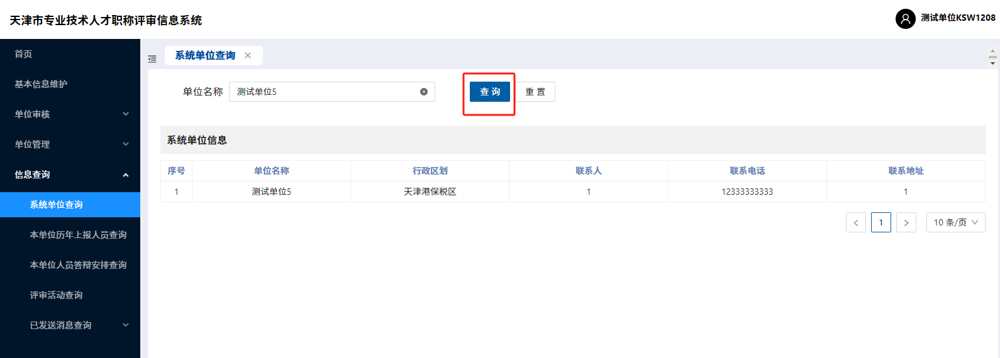 天津市专业技术人才职称评审信息系统
测试单位KSW1208
首页
基本信息维护
单位审核
单位管理
信息查询
系统单位查询
本单位历年上报人员查询
本单位人员答辩安排查询
评审活动查询
已发送消息查询
系统单位查询
单位名称 测试单位5 查 询 重 置
系统单位信息
序号 单位名称 行政区划 联系人 联系电话 联系地址
1 测试单位5 天津港保税区 1 12333333333 1
< 1 > 10 条/页